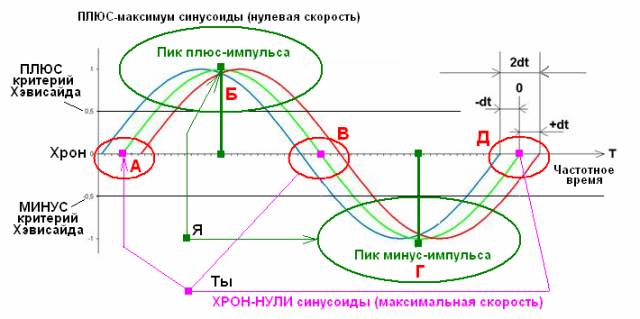 ПЛЮС-максимум синусоиды (нулевая скорость)
Пик плюс-импульса
2dt
ПЛЮС
критерий
Хэвисайда
1
Б
0
-dt
0,5
+dt
Хрон
0
А
В
Д
Т
Частотное
время
МИНУС
критерий
Хэвисайда
-0,5
Я
-1
Пик минус-импульса
Г
Ты
ХРОН-НУЛИ синусоиды (максимальная скорость)